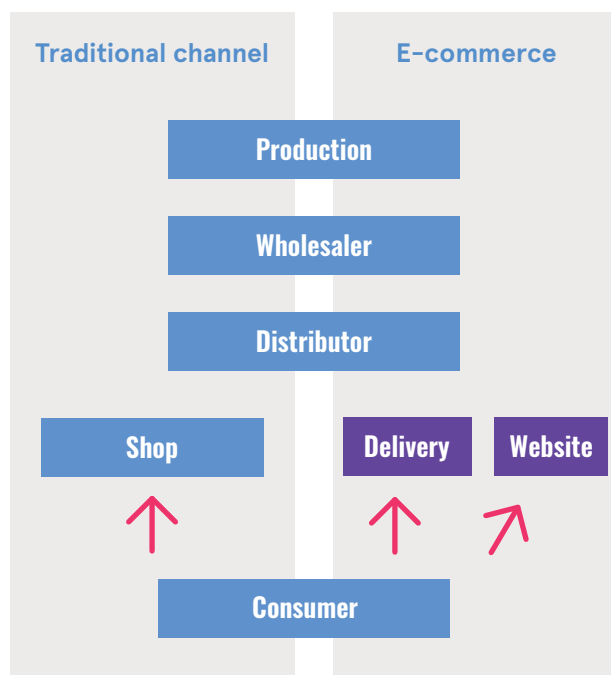 Traditional channel
E-commerce
Production
Wholesaler
Distributor
Shop
Delivery
Website
Consumer